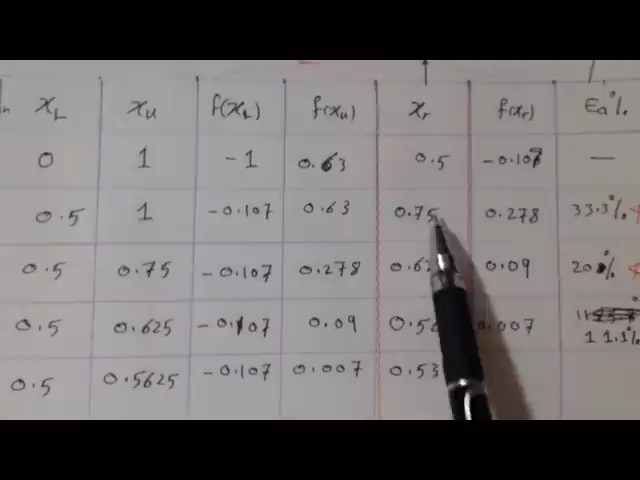 xL xU f(xL) f(xu) xr f(xr) Ea%
0 1 -1 0.63 0.5 -0.107 —
0.5 1 -0.107 0.63 0.75 0.278 33.3%
0.5 0.75 -0.107 0.278 0.09 20%
0.5 0.625 -0.107 0.09 0.007 11.1%
0.5 0.5625 -0.107 0.007 0.53